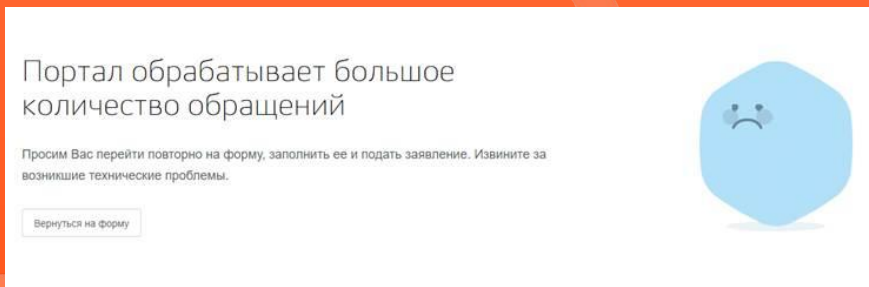 Портал обрабатывает большое
количество обращений
Просим Вас перейти повторно на форму, заполнить ее и подать заявление. Извините за
возникшие технические проблемы.
Вернуться на форму